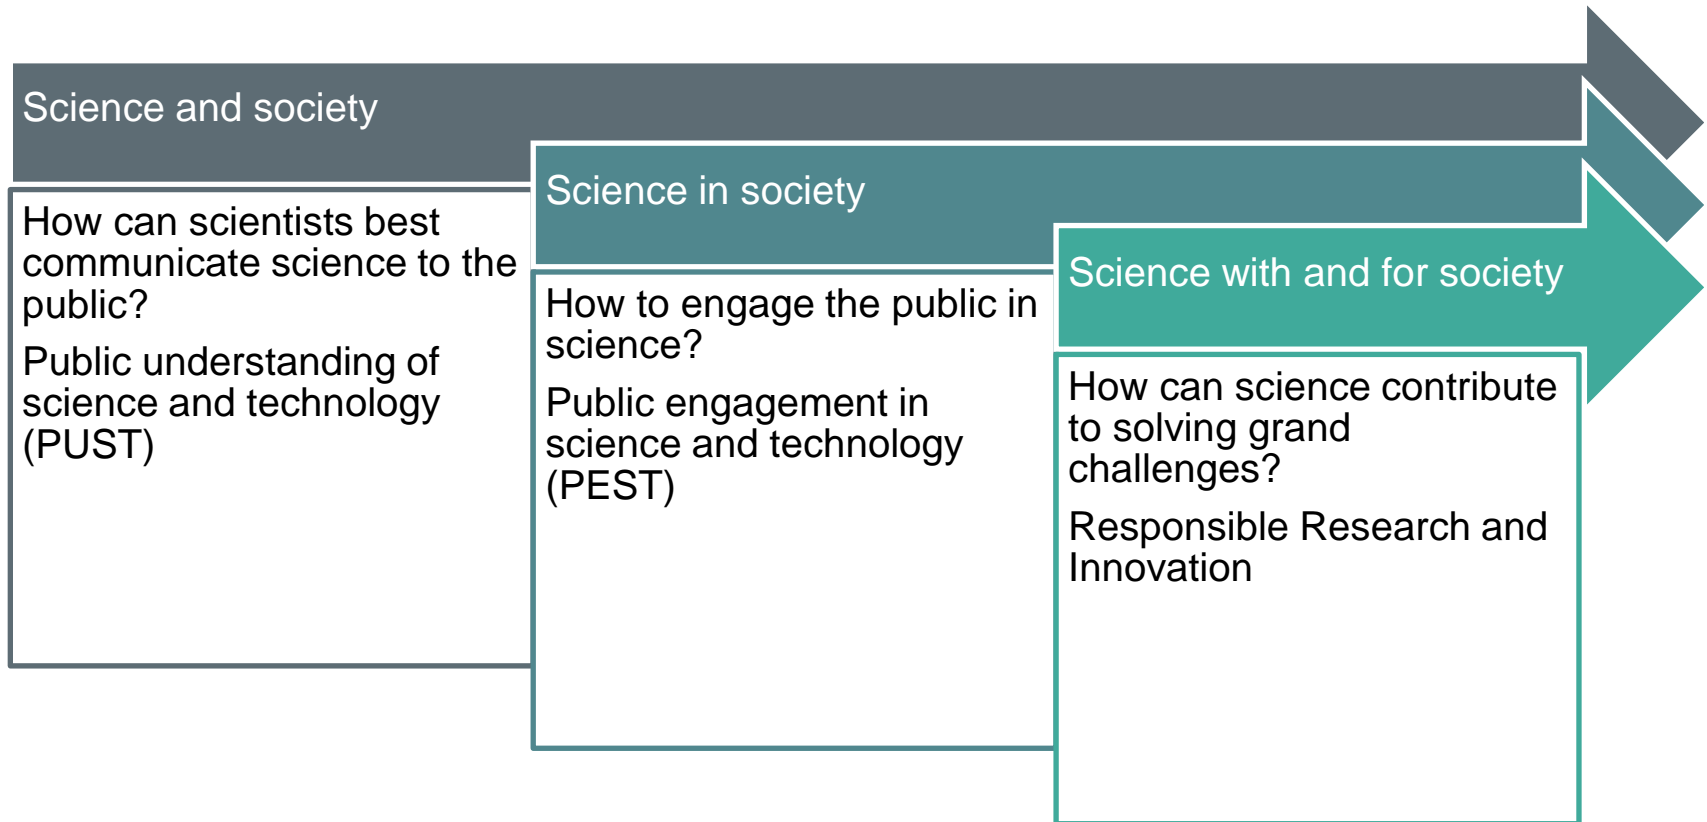 Science and society
How can scientists best
communicate science to the
public?
Public understanding of
science and technology
(PUST)
Science in society
How to engage the public in
science?
Public engagement in
science and technology
(PEST)
Science with and for society
How can science contribute
to solving grand
challenges?
Responsible Research and
Innovation